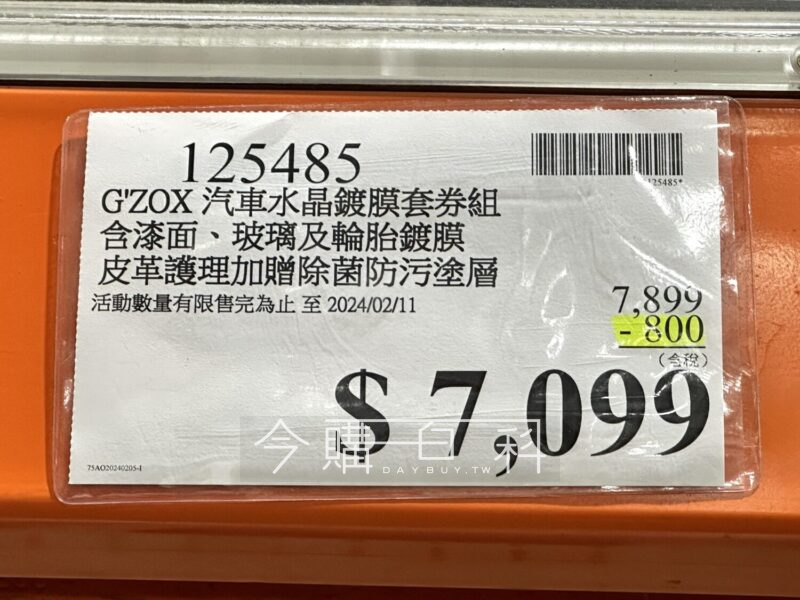 125485
*125485*
G'ZOX 汽車水晶鍍膜套券組
含漆面、玻璃及輪胎鍍膜
皮革護理加贈除菌防污塗層
活動數量有限售完為止 至 2024/02/11
7,899
- 800
(含稅)
$ 7,099
今購百科
DAYBUY.TW
75AO20240205-I